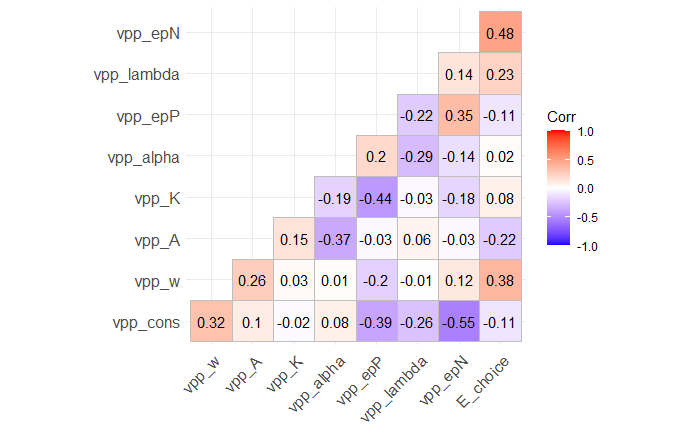 vpp_epN 0.48
vpp_lambda 0.14 0.23
vpp_epP -0.22 0.35 -0.11
vpp_alpha 0.2 -0.29 -0.14 0.02
vpp_K -0.19 -0.44 -0.03 -0.18 0.08
vpp_A 0.15 -0.37 -0.03 0.06 -0.03 -0.22
vpp_w 0.26 0.03 0.01 -0.2 -0.01 0.12 0.38
vpp_cons 0.32 0.1 -0.02 0.08 -0.39 -0.26 -0.55 -0.11
vpp_w vpp_A vpp_K vpp_alpha vpp_epP vpp_lambda vpp_epN E_choice
Corr
1.0
0.5
0.0
-0.5
-1.0